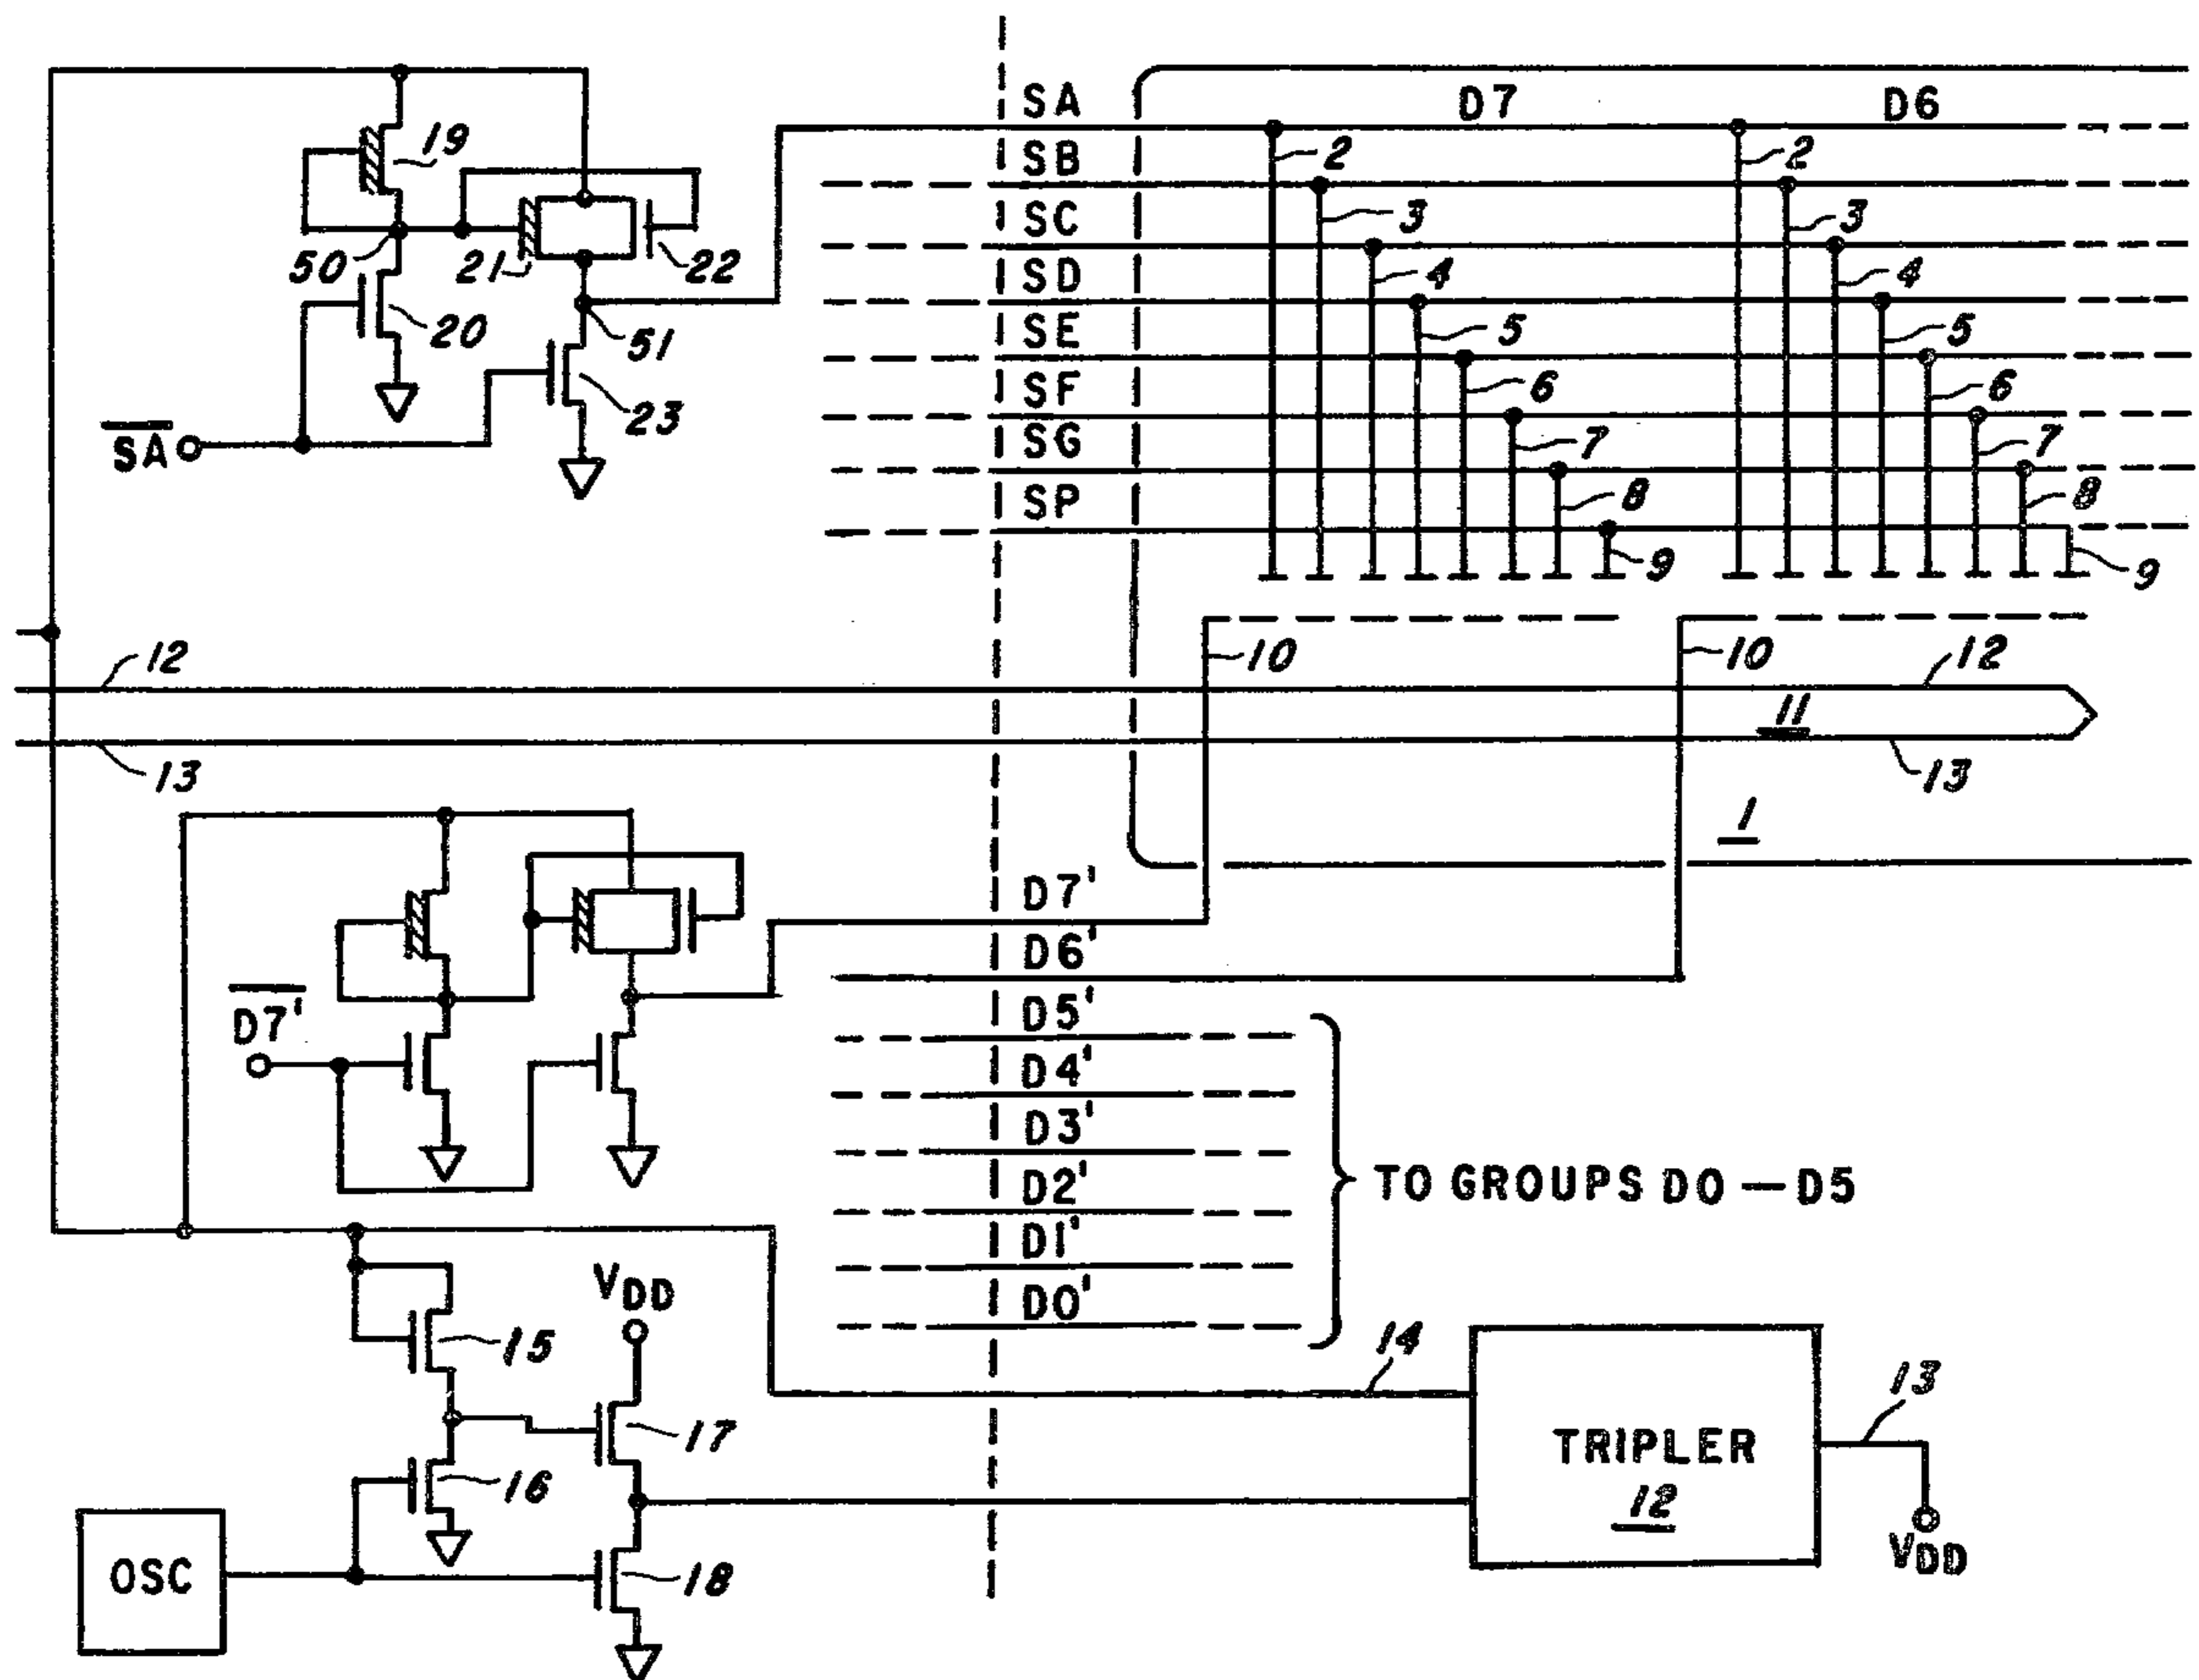 SA
D7
D6
19
2
2
SB
3
3
SC
50
21
22
4
4
SD
20
51
5
5
SE
6
6
SF
23
SA
7
7
SG
8
8
SP
9
9
12
10
10
12
11
13
13
1
D7'
D6'
D7'
D5'
D4'
D3'
D2'
TO GROUPS D0 — D5
D1'
VDD
D0'
15
14
13
17
TRIPLER
12
16
OSC
18
VDD